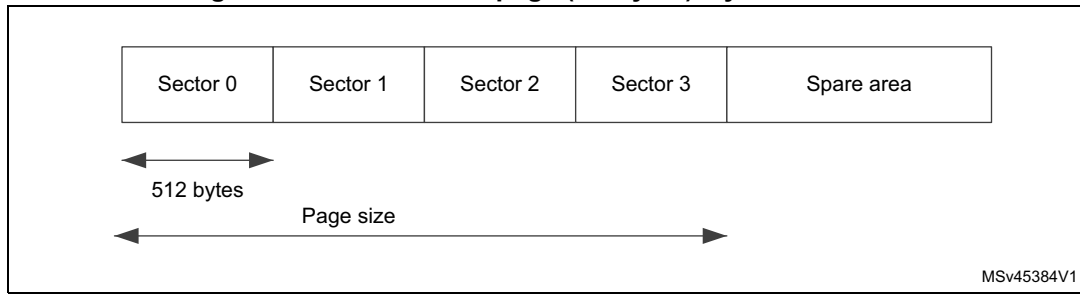 Sector 0 Sector 1 Sector 2 Sector 3 Spare area
512 bytes
Page size
MSv45384V1